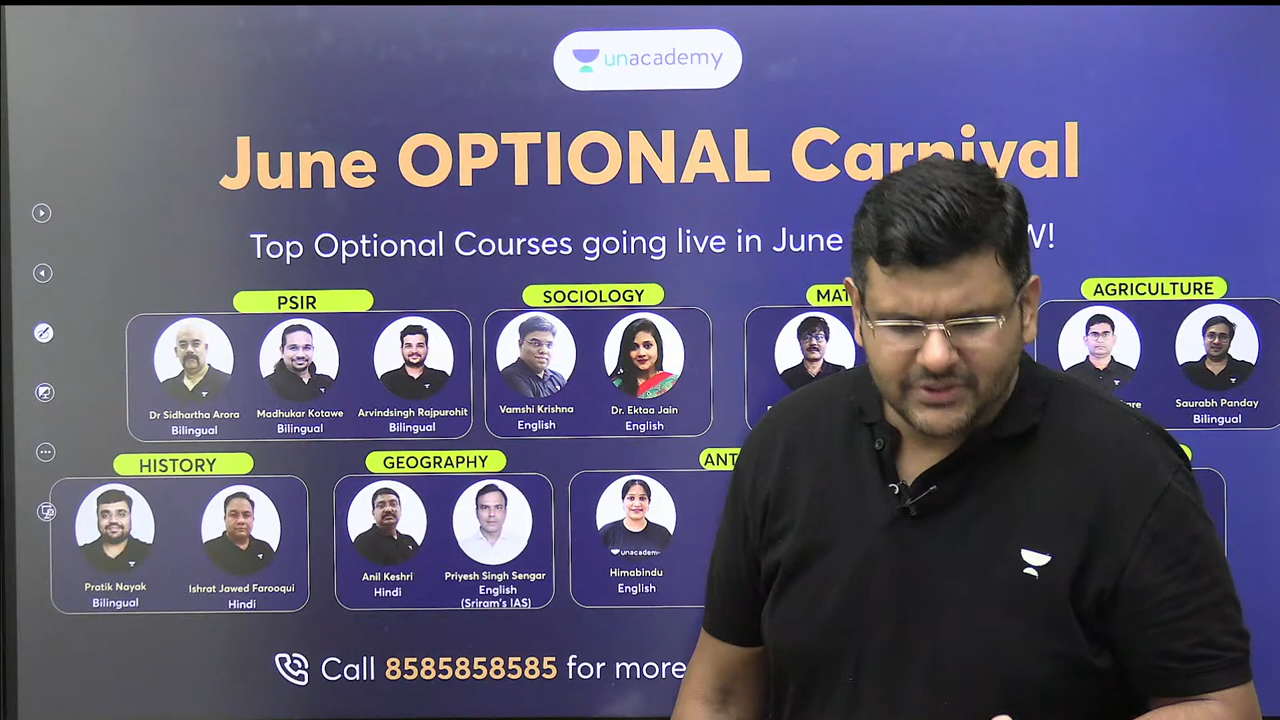 unacademy
June OPTIONAL Carnival
Top Optional Courses going live in June
W!
PSIR
SOCIOLOGY
MAT
AGRICULTURE
Dr Sidhartha Arora
Bilingual
Madhukar Kotawe
Bilingual
Arvindsingh Rajpurohit
Bilingual
Vamshi Krishna
English
Dr. Ektaa Jain
English
Saurabh Panday
Bilingual
HISTORY
GEOGRAPHY
ANT
Pratik Nayak
Bilingual
Ishrat Jawed Farooqui
Hindi
Anil Keshri
Hindi
Priyesh Singh Sengar
English
(Sriram's IAS)
unacademy
Himabindu
English
Call 8585858585 for more